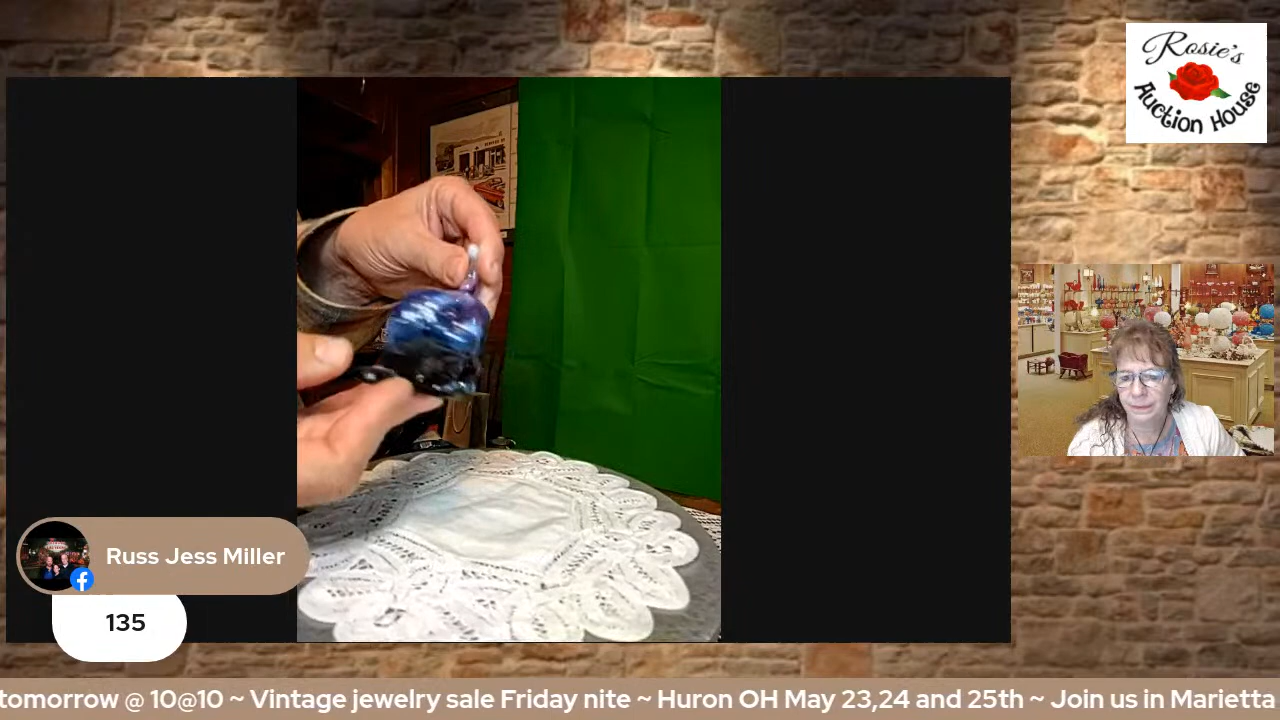 Rosie's
Auction House
Russ Jess Miller
135
tomorrow @ 10@10 ~ Vintage jewelry sale Friday nite ~ Huron OH May 23,24 and 25th ~ Join us in Marietta